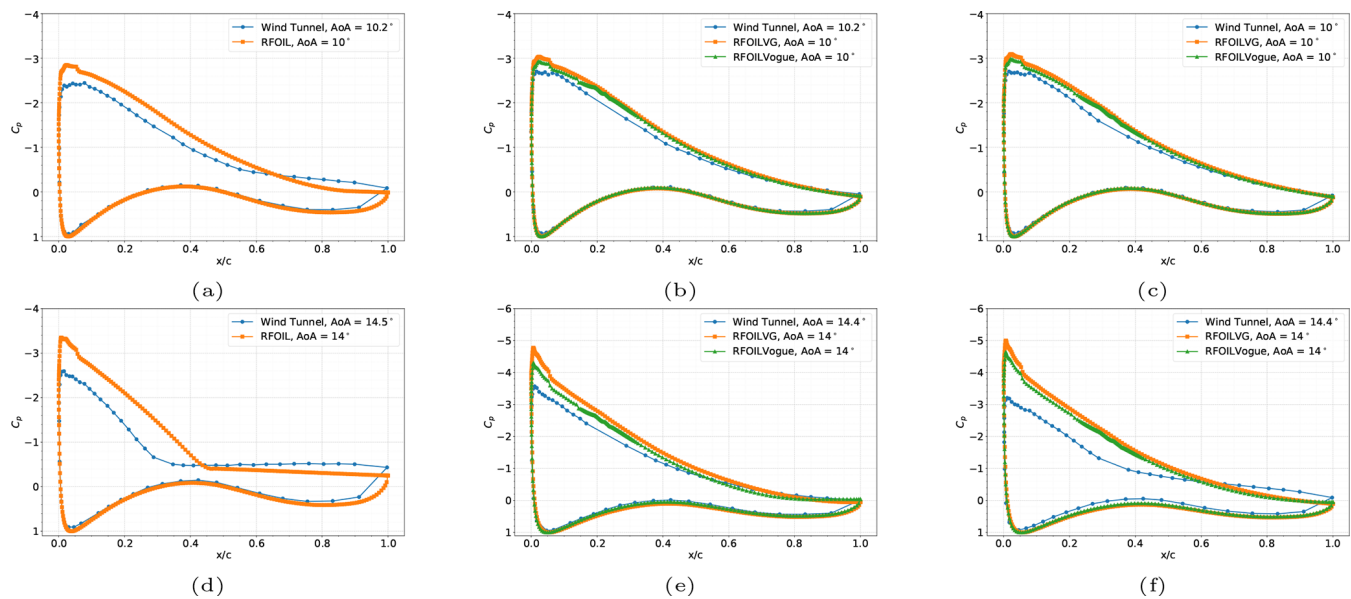 Wind Tunnel, AoA = 10.2°
RFOIL, AoA = 10°
−4
−3
−2
−1
0
1
C_p
0.0 0.2 0.4 0.6 0.8 1.0
x/c
(a)
Wind Tunnel, AoA = 10.2°
RFOILVG, AoA = 10°
RFOILVogue, AoA = 10°
−4
−3
−2
−1
0
1
C_p
0.0 0.2 0.4 0.6 0.8 1.0
x/c
(b)
Wind Tunnel, AoA = 10°
RFOILVG, AoA = 10°
RFOILVogue, AoA = 10°
−4
−3
−2
−1
0
1
C_p
0.0 0.2 0.4 0.6 0.8 1.0
x/c
(c)
Wind Tunnel, AoA = 14.5°
RFOIL, AoA = 14°
−4
−3
−2
−1
0
1
C_p
0.0 0.2 0.4 0.6 0.8 1.0
x/c
(d)
Wind Tunnel, AoA = 14.4°
RFOILVG, AoA = 14°
RFOILVogue, AoA = 14°
−6
−5
−4
−3
−2
−1
0
1
C_p
0.0 0.2 0.4 0.6 0.8 1.0
x/c
(e)
Wind Tunnel, AoA = 14.4°
RFOILVG, AoA = 14°
RFOILVogue, AoA = 14°
−6
−5
−4
−3
−2
−1
0
1
C_p
0.0 0.2 0.4 0.6 0.8 1.0
x/c
(f)